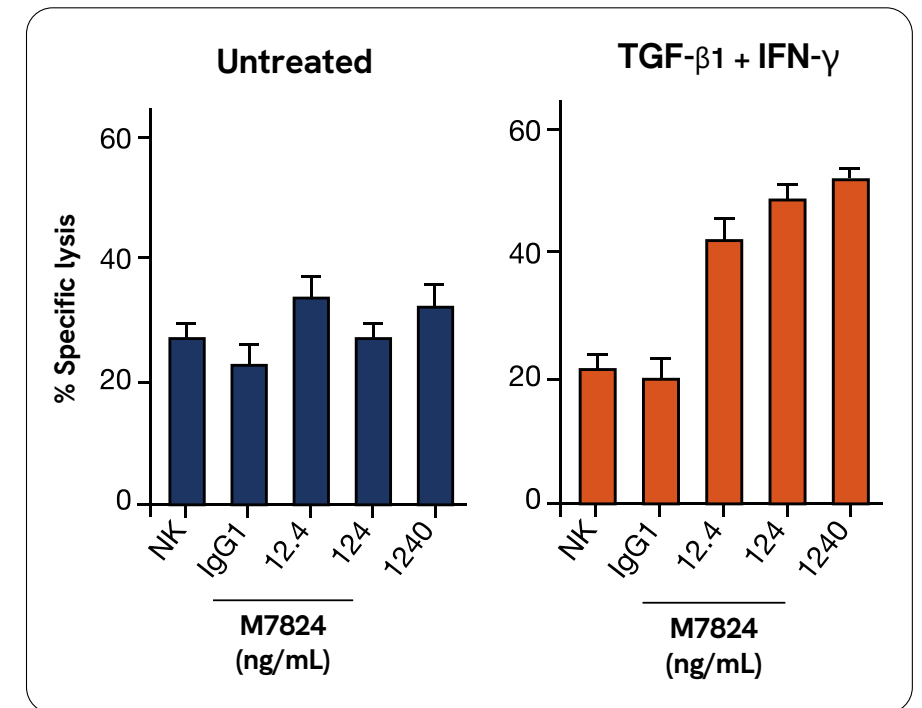 Untreated
% Specific lysis
60
40
20
0
NK
IgG1
12.4
124
1240
M7824
(ng/mL)
TGF-β1 + IFN-γ
60
40
20
0
NK
IgG1
12.4
124
1240
M7824
(ng/mL)